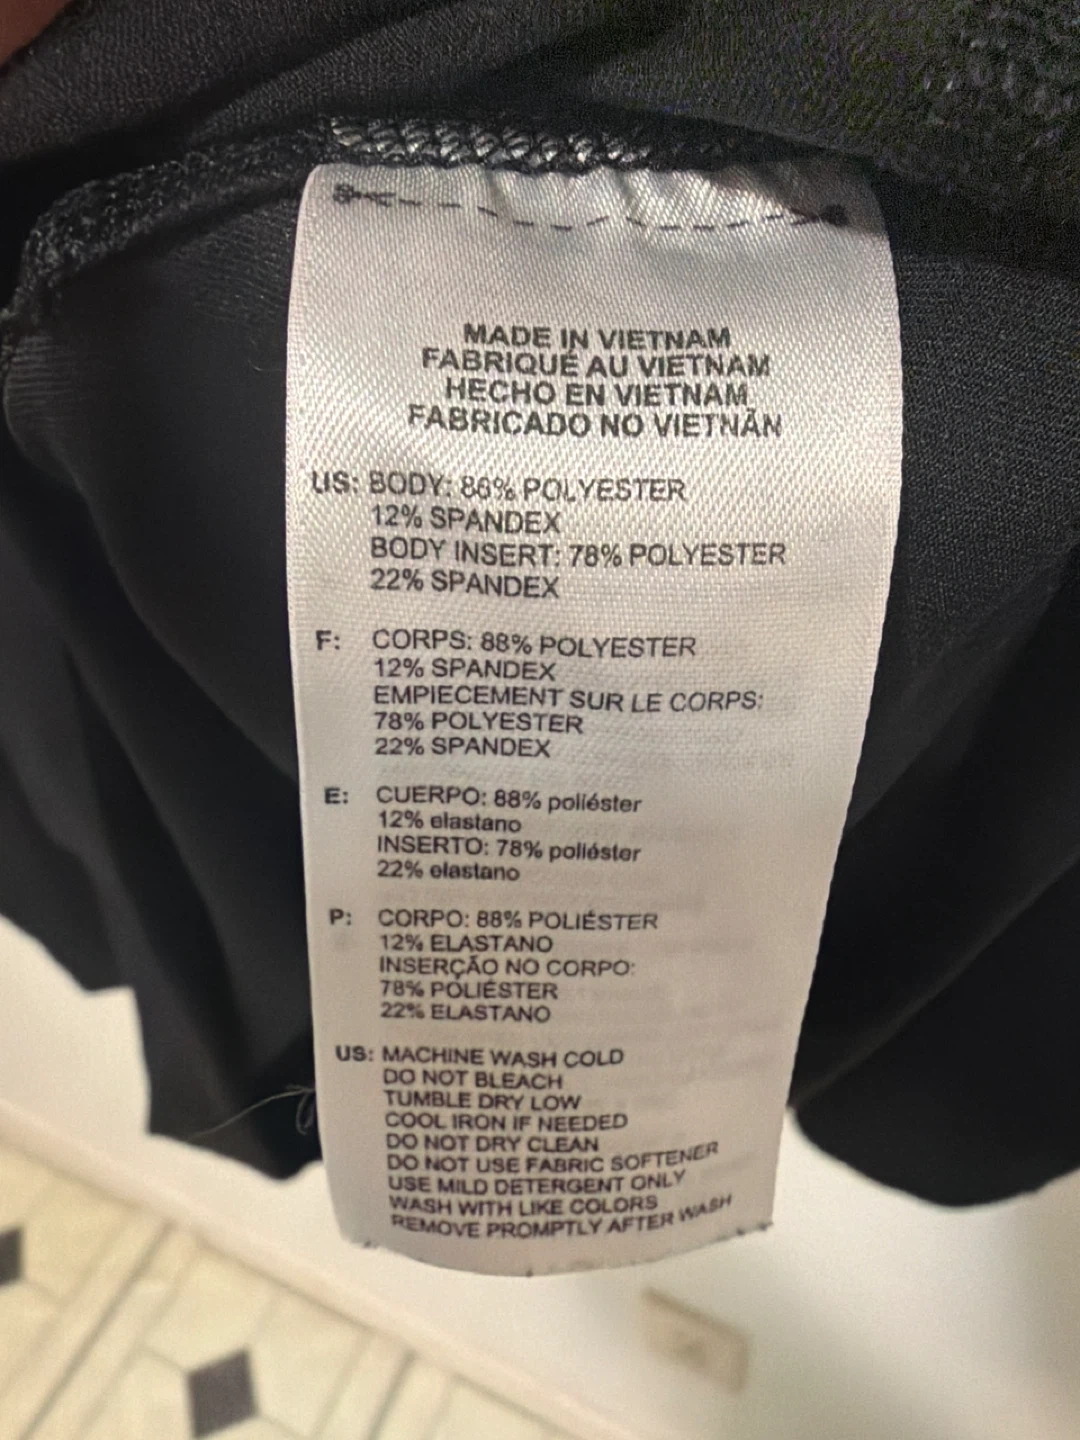 MADE IN VIETNAM
FABRIQUÉ AU VIETNAM
HECHO EN VIETNAM
FABRICADO NO VIETNÃN
US: BODY: 88% POLYESTER
12% SPANDEX
BODY INSERT: 78% POLYESTER
22% SPANDEX
F: CORPS: 88% POLYESTER
12% SPANDEX
EMPIECEMENT SUR LE CORPS:
78% POLYESTER
22% SPANDEX
E: CUERPO: 88% poliéster
12% elastano
INSERTO: 78% poliéster
22% elastano
P: CORPO: 88% POLIÉSTER
12% ELASTANO
INSERÇÃO NO CORPO:
78% POLIÉSTER
22% ELASTANO
US: MACHINE WASH COLD
DO NOT BLEACH
TUMBLE DRY LOW
COOL IRON IF NEEDED
DO NOT DRY CLEAN
DO NOT USE FABRIC SOFTENER
USE MILD DETERGENT ONLY
WASH WITH LIKE COLORS
REMOVE PROMPTLY AFTER WASH